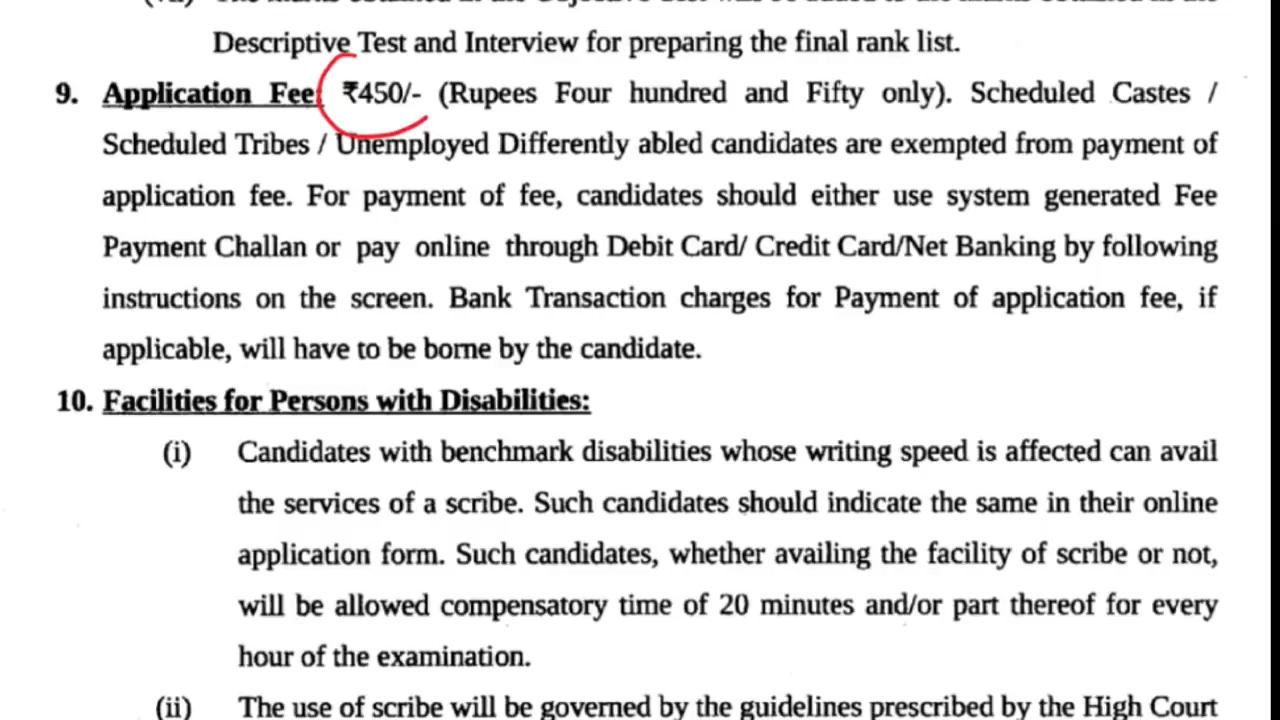 Descriptive Test and Interview for preparing the final rank list.
9. Application Fee: ₹450/- (Rupees Four hundred and Fifty only). Scheduled Castes /
Scheduled Tribes / Unemployed Differently abled candidates are exempted from payment of
application fee. For payment of fee, candidates should either use system generated Fee
Payment Challan or pay online through Debit Card/ Credit Card/Net Banking by following
instructions on the screen. Bank Transaction charges for Payment of application fee, if
applicable, will have to be borne by the candidate.
10. Facilities for Persons with Disabilities:
(i) Candidates with benchmark disabilities whose writing speed is affected can avail
the services of a scribe. Such candidates should indicate the same in their online
application form. Such candidates, whether availing the facility of scribe or not,
will be allowed compensatory time of 20 minutes and/or part thereof for every
hour of the examination.
(ii) The use of scribe will be governed by the guidelines prescribed by the High Court